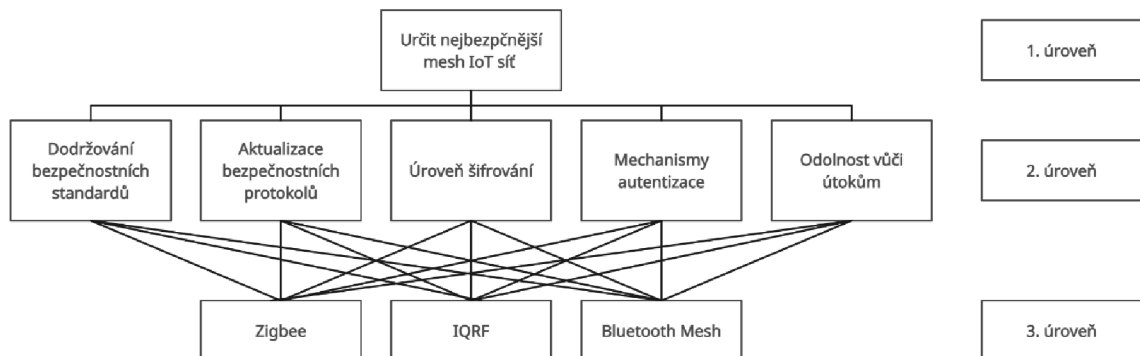 Určit nejbezpčnější
mesh IoT síť
1. úroveň
Dodržování
bezpečnostních
standardů
Aktualizace
bezpečnostních
protokolů
Úroveň šifrování
Mechanismy
autentizace
Odolnost vůči
útokům
2. úroveň
Zigbee
IQRF
Bluetooth Mesh
3. úroveň